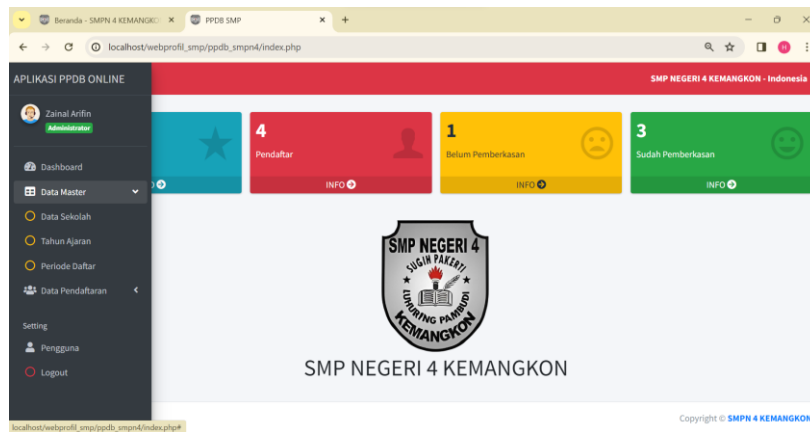 Beranda - SMPN 4 KEMANGKO
PPDB SMP
localhost/webprofil_smp/ppdb_smpn4/index.php
H
APLIKASI PPDB ONLINE
SMP NEGERI 4 KEMANGKON - Indonesia
Zainal Arifin
Administrator
Dashboard
Data Master
Data Sekolah
Tahun Ajaran
Periode Daftar
Data Pendaftaran
Setting
Pengguna
Logout
4
Pendaftar
INFO
1
Belum Pemberkasan
INFO
3
Sudah Pemberkasan
INFO
SMP NEGERI 4
SUGIH PAKERTI
LUHURING PAMBUDI
KEMANGKON
SMP NEGERI 4 KEMANGKON
Copyright © SMPN 4 KEMANGKON
localhost/webprofil_smp/ppdb_smpn4/index.php#